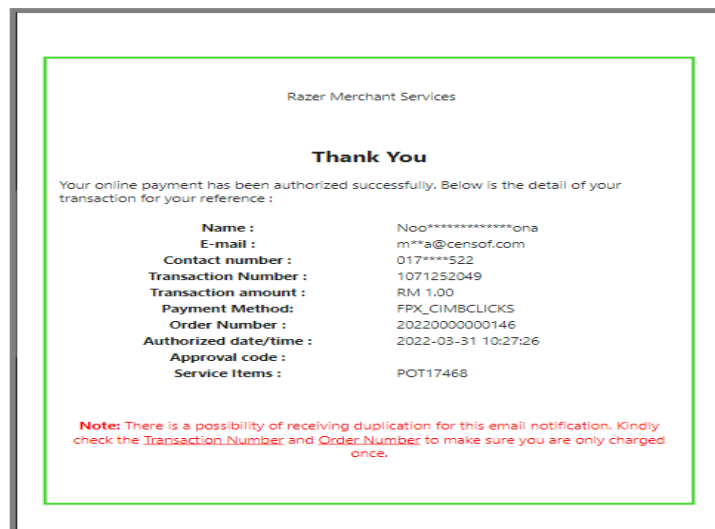 Razer Merchant Services
Thank You
Your online payment has been authorized successfully. Below is the detail of your
transaction for your reference :
Name : Noo*************ona
E-mail : m**a@censof.com
Contact number : 017****522
Transaction Number : 1071252049
Transaction amount : RM 1.00
Payment Method: FPX_CIMBCLICKS
Order Number : 20220000000146
Authorized date/time : 2022-03-31 10:27:26
Approval code :
Service Items : POT17468
Note: There is a possibility of receiving duplication for this email notification. Kindly
check the Transaction Number and Order Number to make sure you are only charged
once.